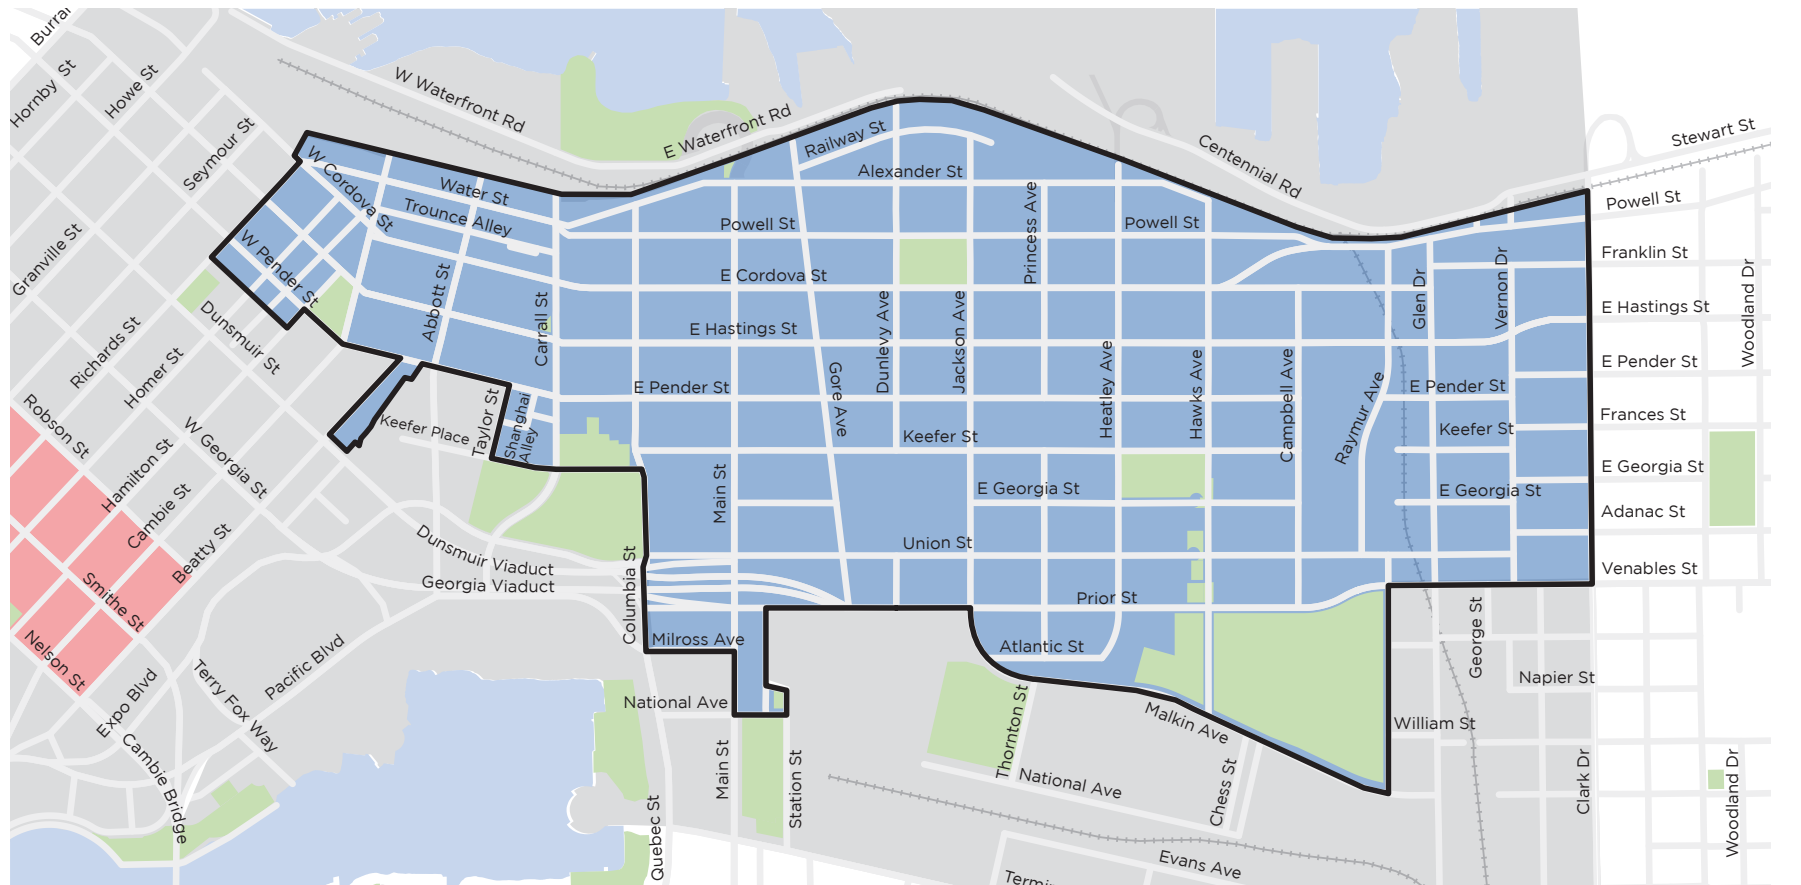 Burrar
Hornby St
Howe St
W Waterfront Rd
E Waterfront Rd
Railway St
Centennial Rd
Stewart St
Seymour St
W Cordova St
Water St
Trounce Alley
Alexander St
Powell St
Princess Ave
Powell St
Powell St
Granville St
W Pender St
Abbott St
Carrall St
E Cordova St
Franklin St
Glen Dr
Vernon Dr
Woodland Dr
Dunsmuir St
Richards St
Homer St
E Hastings St
Dunlevy Ave
Jackson Ave
E Hastings St
E Pender St
Gore Ave
Heatley Ave
Hawks Ave
Campbell Ave
Raymur Ave
E Pender St
E Pender St
Robson St
W Georgia St
Hamilton St
Cambie St
Beatty St
Keefer Place
Taylor St
Shanghai
Alley
Keefer St
Keefer St
Frances St
Main St
E Georgia St
E Georgia St
E Georgia St
Adanac St
Dunsmuir Viaduct
Georgia Viaduct
Columbia St
Union St
Venables St
Smithe St
Nelson St
Prior St
Milross Ave
Atlantic St
George St
Expo Blvd
Terry Fox Way
Pacific Blvd
National Ave
Napier St
Malkin Ave
William St
Cambie Bridge
Main St
Station St
Quebec St
Thornton St
National Ave
Chess St
Clark Dr
Woodland Dr
Evans Ave
Termi